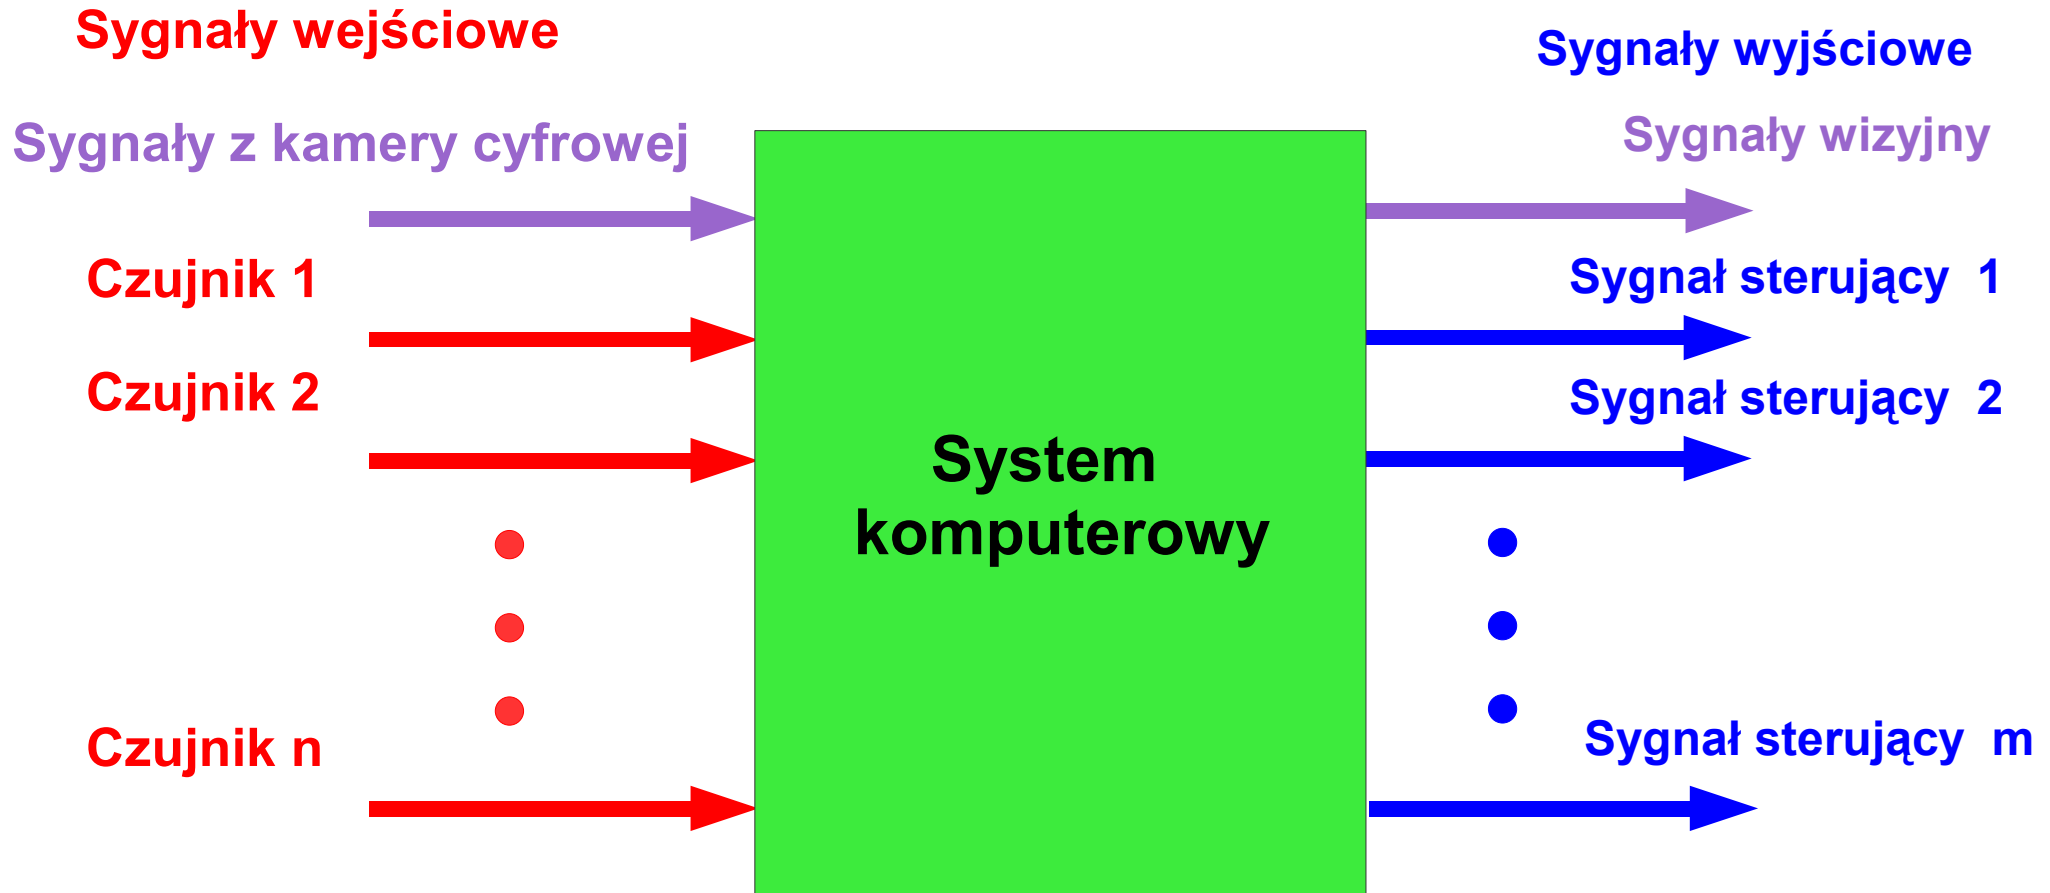 Sygnały wejściowe
Sygnały wyjściowe
Sygnały z kamery cyfrowej
Sygnały wizyjny
Czujnik 1
Sygnał sterujący 1
Czujnik 2
Sygnał sterujący 2
System
komputerowy
Czujnik n
Sygnał sterujący m